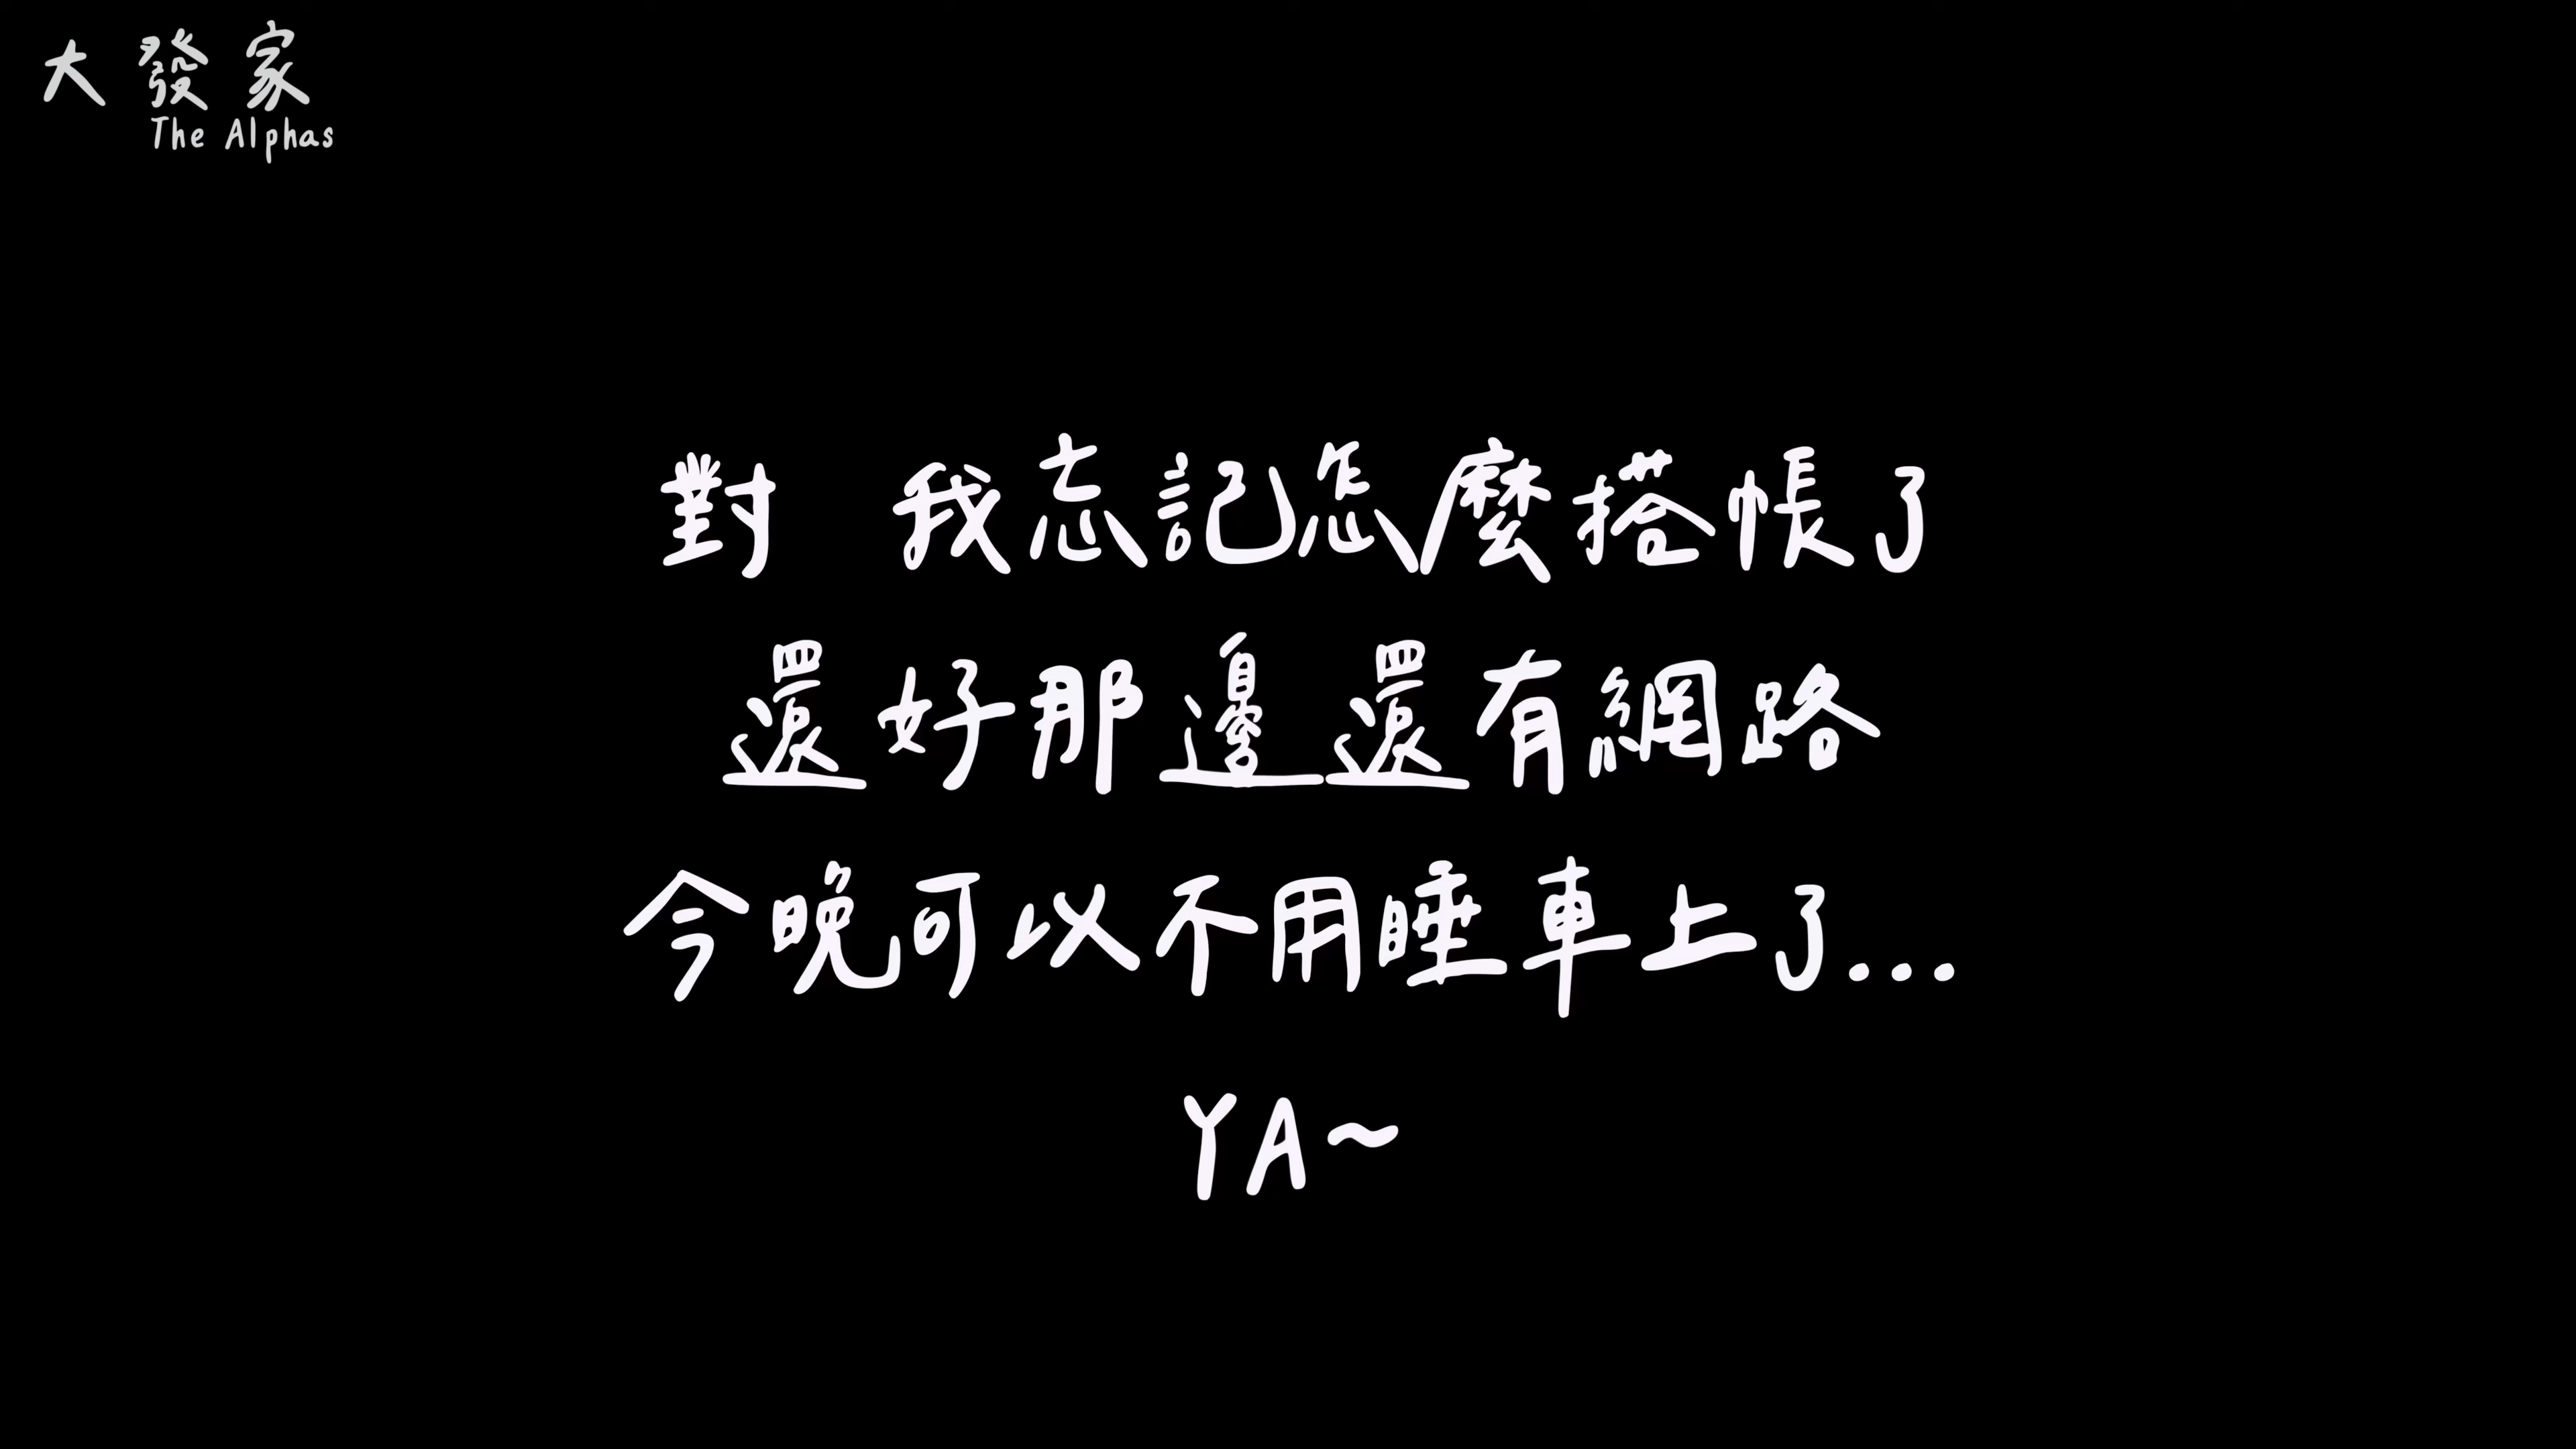 大發家
The Alphas
對 我忘記怎麼搭帳了
還好那邊還有網路
今晚可以不用睡車上了...
YA~